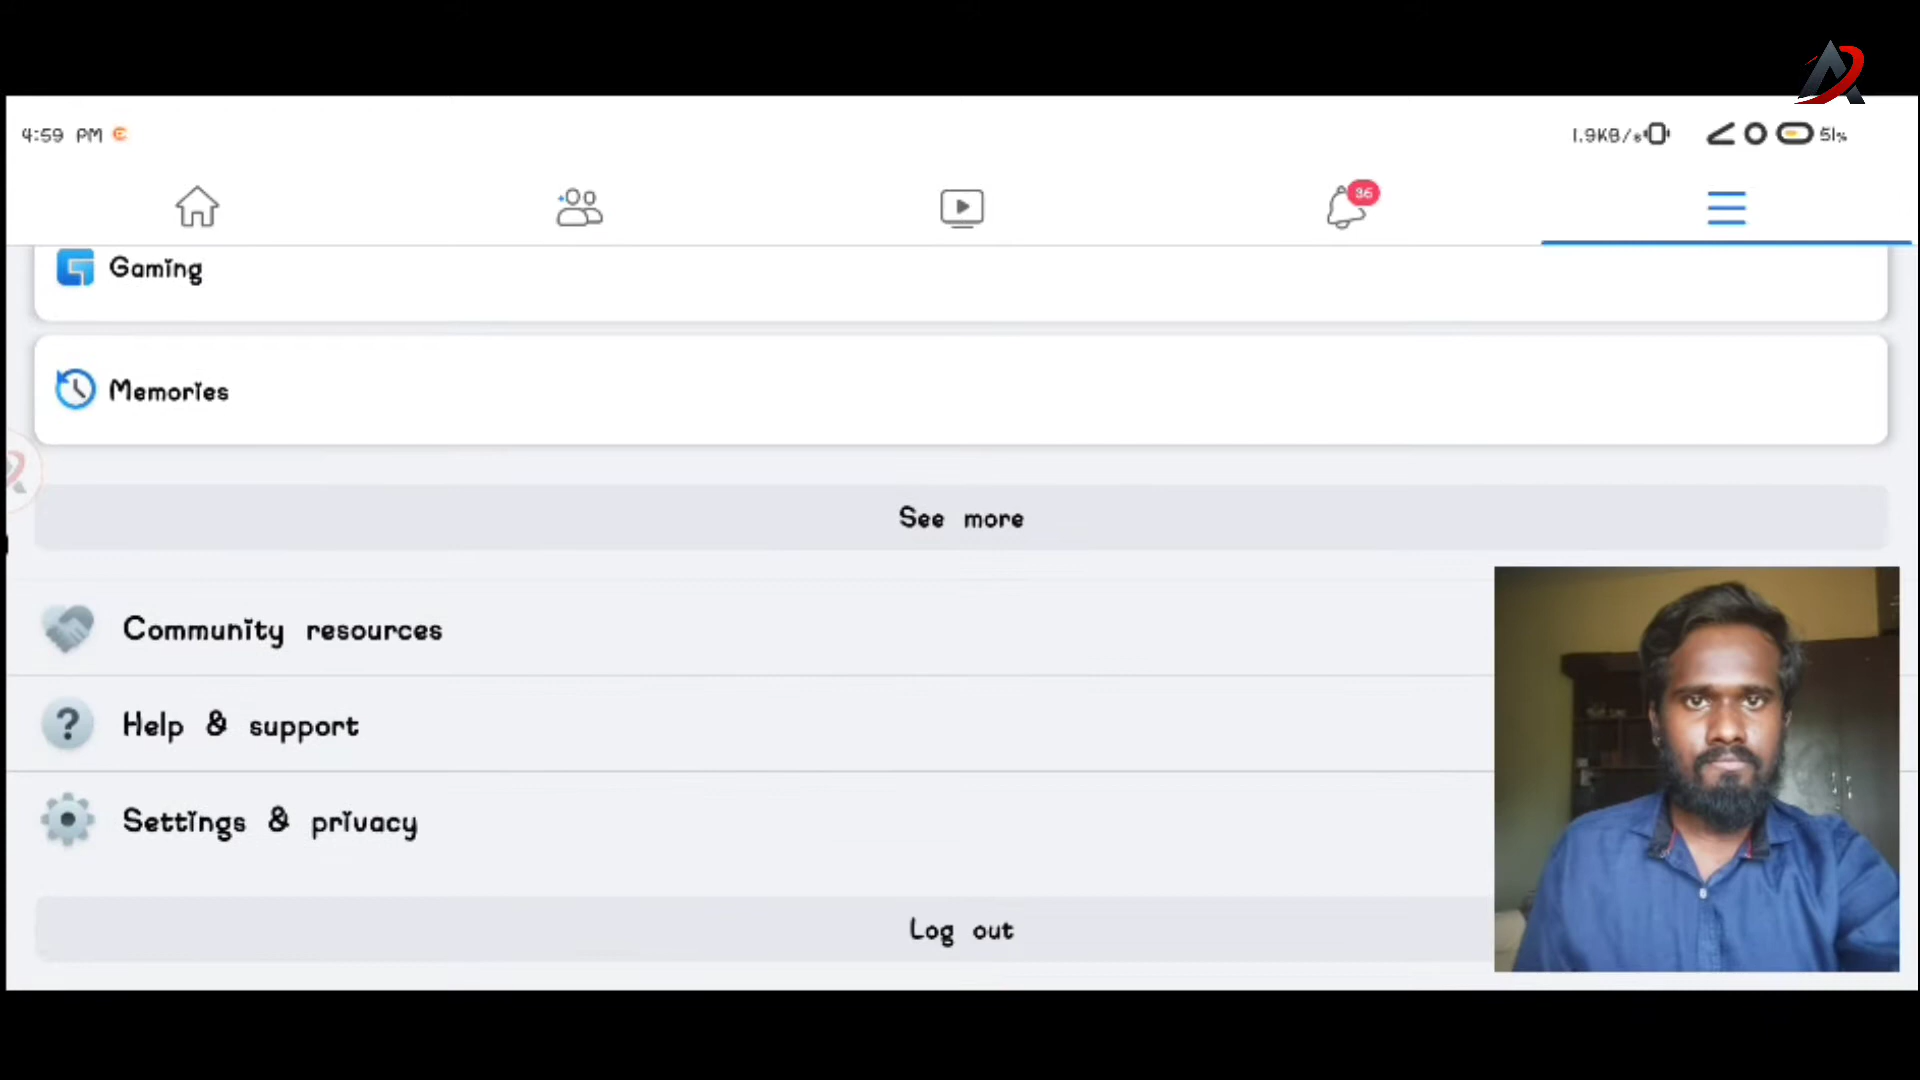 4:59 PM
1.9KB/s
51%
36
Gaming
Memories
See more
Community resources
Help & support
Settings & privacy
Log out